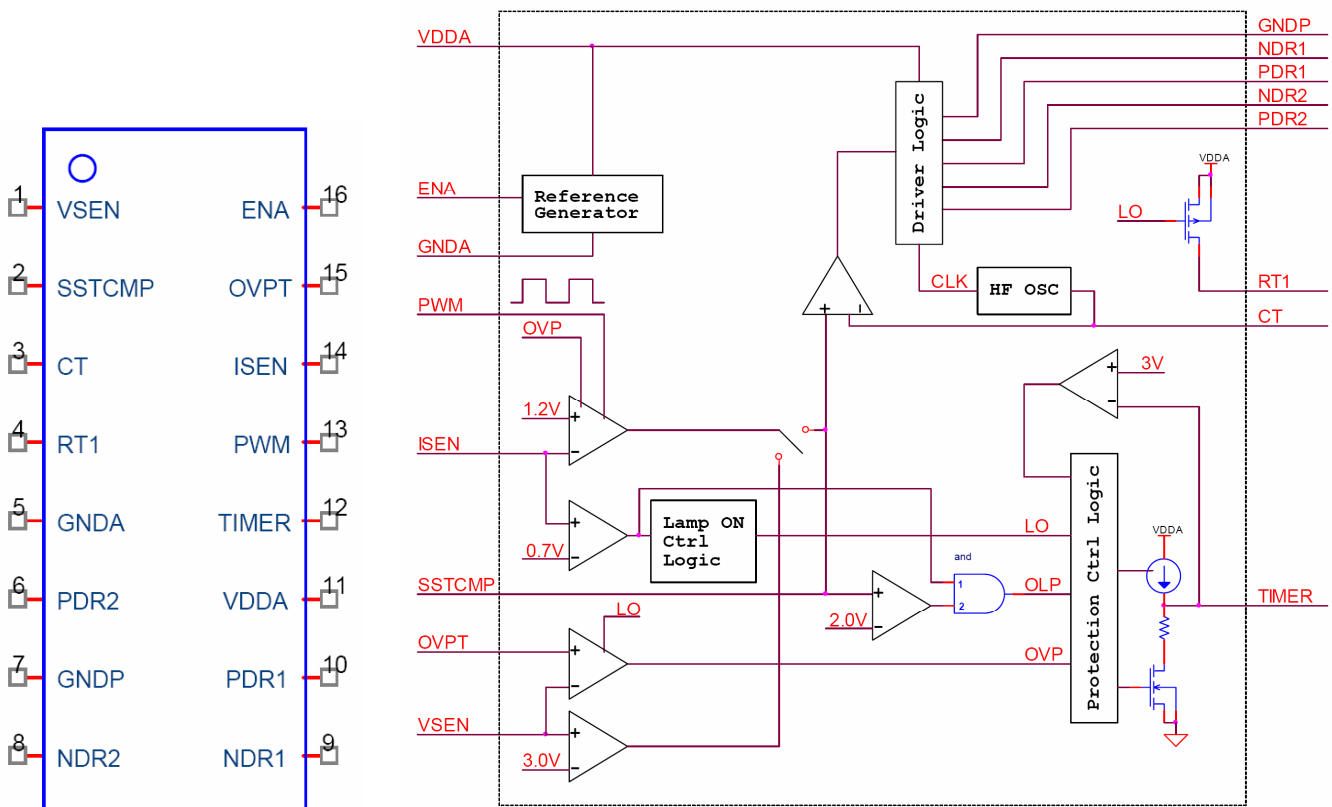 1
VSEN
ENA
16
2
SSTCMP
OVPT
15
3
CT
ISEN
14
4
RT1
PWM
13
5
GNDA
TIMER
12
6
PDR2
VDDA
11
7
GNDP
PDR1
10
8
NDR2
NDR1
9
VDDA
GNDP
NDR1
PDR1
NDR2
PDR2
Driver Logic
ENA
Reference
Generator
GNDA
VDDA
LO
RT1
CLK
HF OSC
CT
PWM
OVP
+
-
1.2V
+
-
ISEN
3V
+
-
+
0.7V
-
Lamp ON
Ctrl
Logic
LO
Protection Ctrl Logic
VDDA
and
1
2
OLP
SSTCMP
+
2.0V
-
TIMER
LO
OVPT
+
-
OVP
VSEN
+
3.0V
-